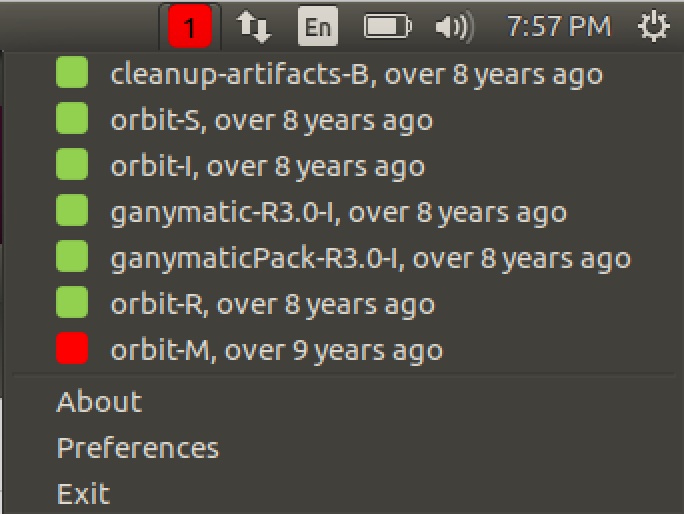 1 En 7:57 PM
cleanup-artifacts-B, over 8 years ago
orbit-S, over 8 years ago
orbit-I, over 8 years ago
ganymatic-R3.0-I, over 8 years ago
ganymaticPack-R3.0-I, over 8 years ago
orbit-R, over 8 years ago
orbit-M, over 9 years ago
About
Preferences
Exit